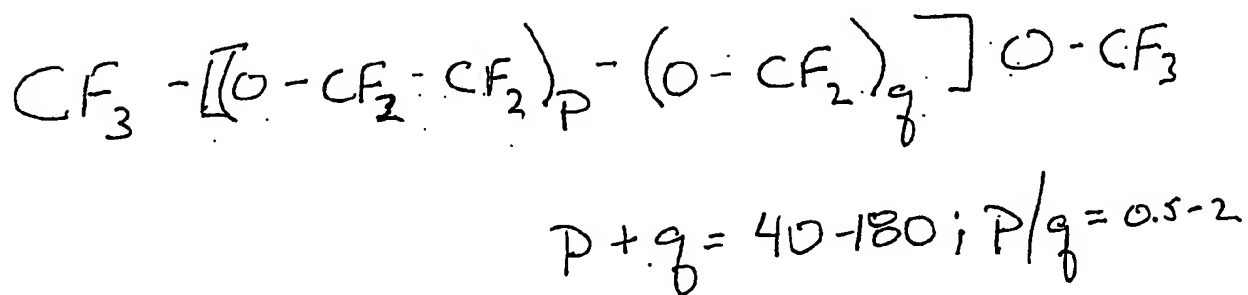 CF₃-[(O-CF₂-CF₂)p-(O-CF₂)q]O-CF₃
p+q=40-180; p/q=0.5-2